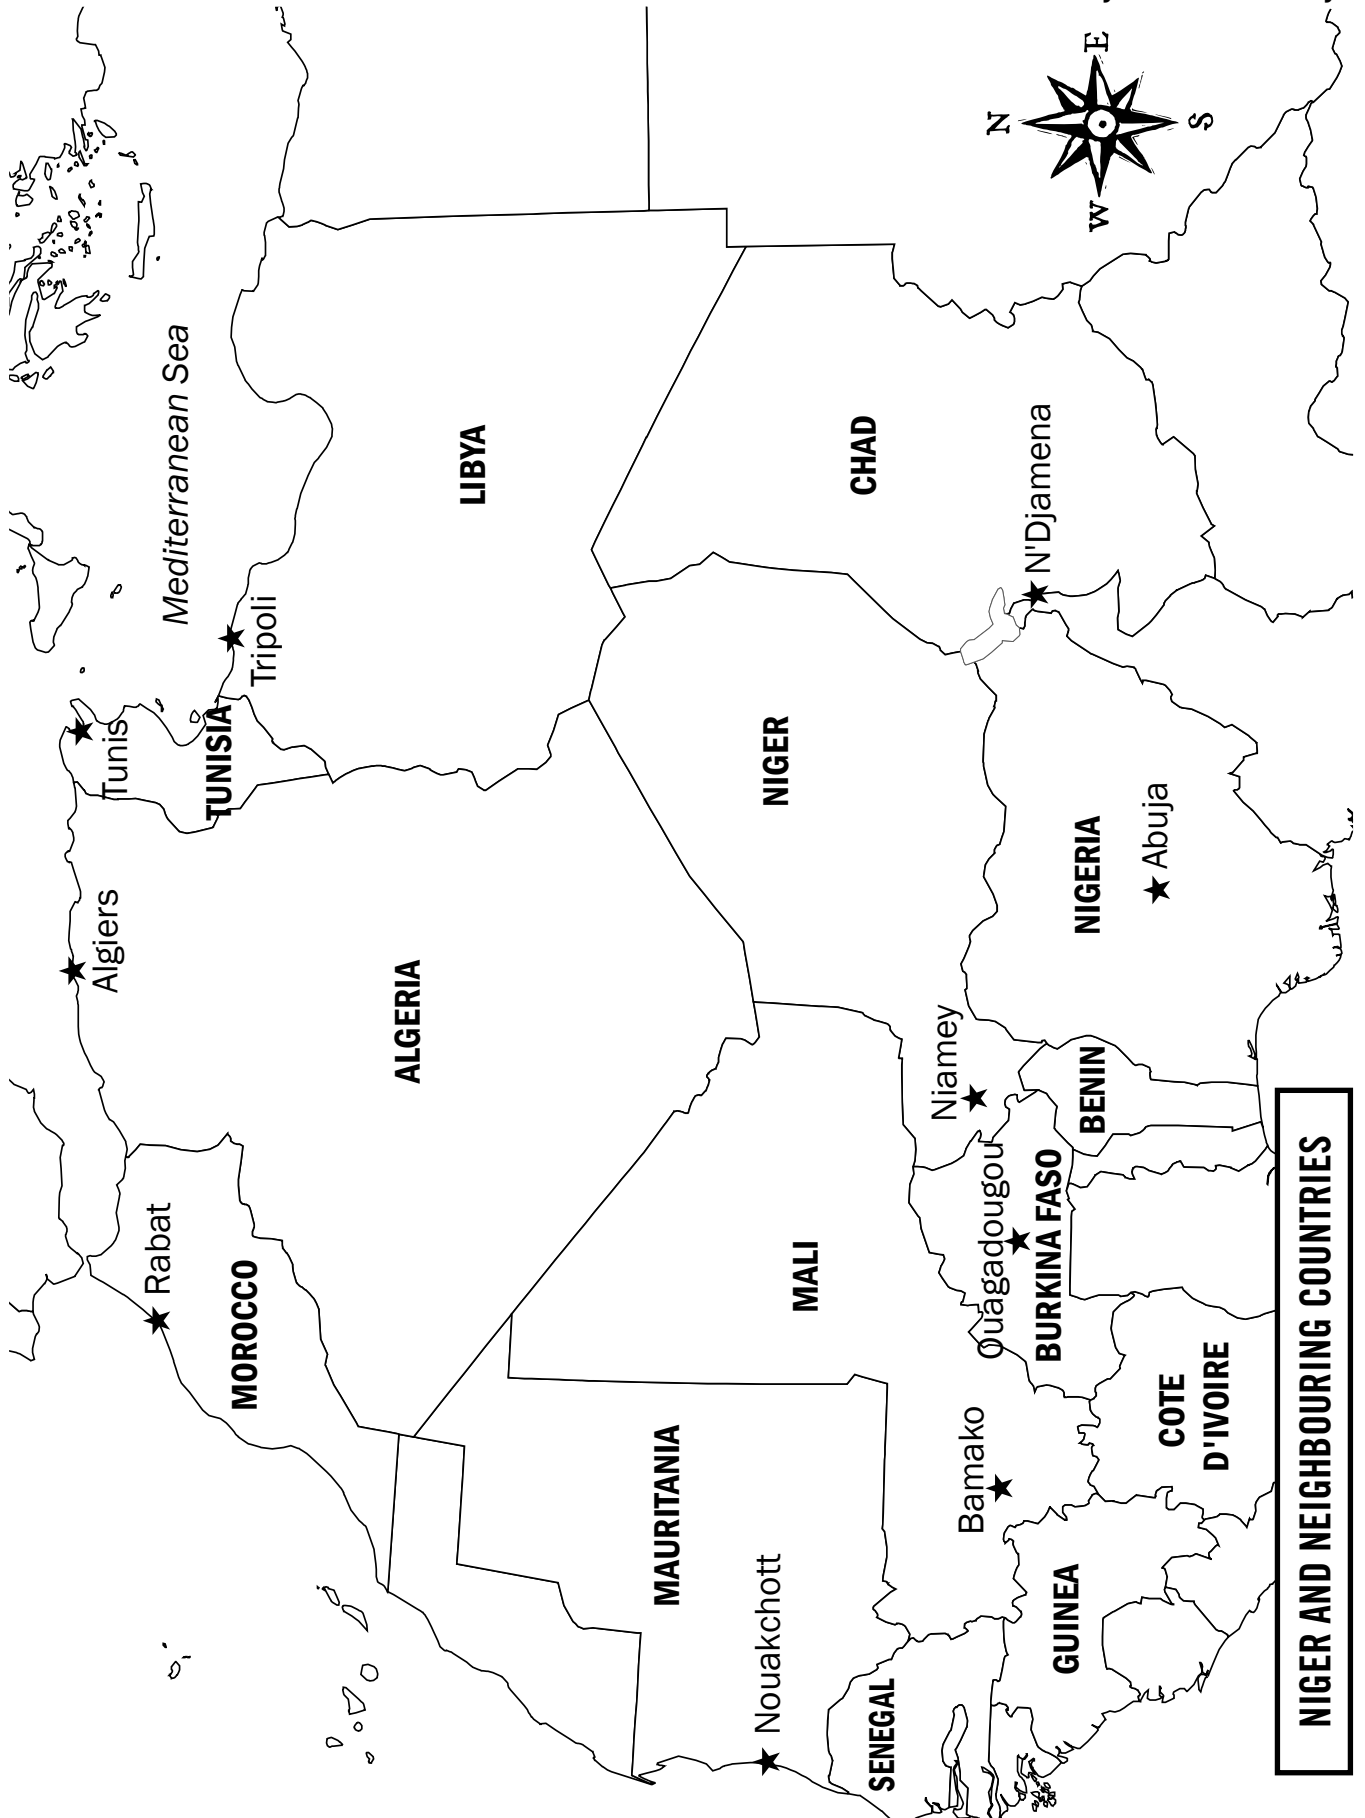 Algiers
Tunis
Rabat
Mediterranean Sea
TUNISIA
MOROCCO
Tripoli
ALGERIA
LIBYA
MAURITANIA
Nouakchott
NIGER
MALI
CHAD
SENEGAL
Niamey
Bamako
Ouagadougou
N
N'Djamena
BURKINA FASO
GUINEA
NIGERIA
BENIN
W
E
Abuja
COTE
D'IVOIRE
S
NIGER AND NEIGHBOURING COUNTRIES